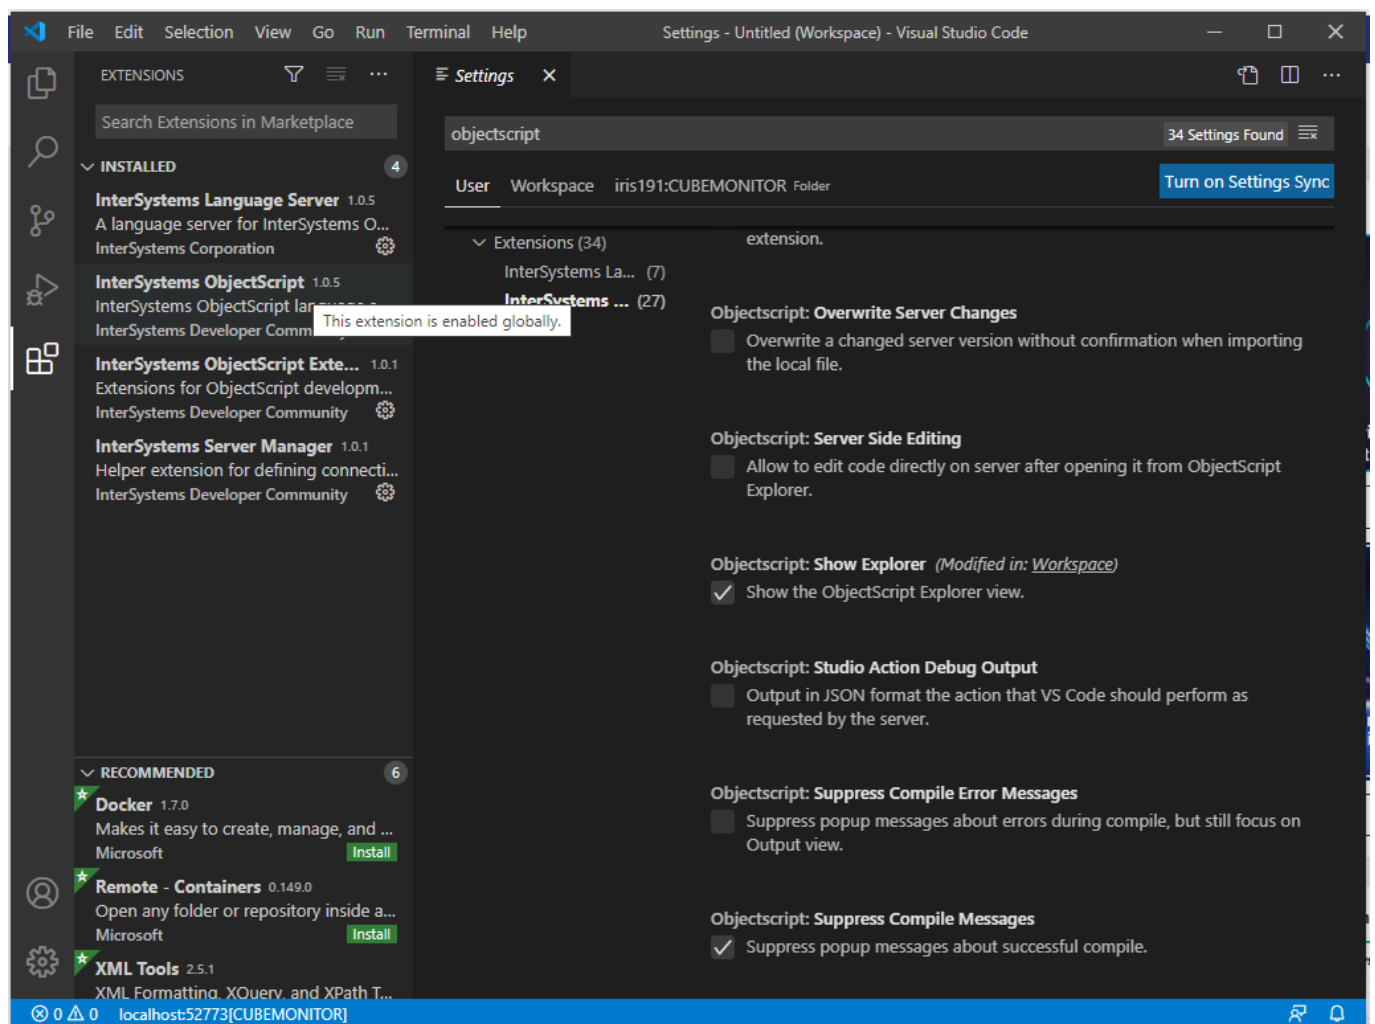 File Edit Selection View Go Run Terminal Help Settings - Untitled (Workspace) - Visual Studio Code
EXTENSIONS
Search Extensions in Marketplace
INSTALLED 4
InterSystems Language Server 1.0.5
A language server for InterSystems O...
InterSystems Corporation
InterSystems ObjectScript 1.0.5
InterSystems ObjectScript
InterSystems Developer
This extension is enabled globally.
InterSystems ObjectScript Exte... 1.0.1
Extensions for ObjectScript developm...
InterSystems Developer Community
InterSystems Server Manager 1.0.1
Helper extension for defining connecti...
InterSystems Developer Community
RECOMMENDED 6
Docker 1.7.0
Makes it easy to create, manage, and ...
Microsoft Install
Remote - Containers 0.149.0
Open any folder or repository inside a...
Microsoft Install
XML Tools 2.5.1
XML Formatting, XQuery, and XPath T...
Settings
objectscript 34 Settings Found
User Workspace iris191:CUBEMONITOR Folder Turn on Settings Sync
Extensions (34)
InterSystems La... (7)
InterSystems ... (27)
extension.
Objectscript: Overwrite Server Changes
Overwrite a changed server version without confirmation when importing
the local file.
Objectscript: Server Side Editing
Allow to edit code directly on server after opening it from ObjectScript
Explorer.
Objectscript: Show Explorer (Modified in: Workspace)
Show the ObjectScript Explorer view.
Objectscript: Studio Action Debug Output
Output in JSON format the action that VS Code should perform as
requested by the server.
Objectscript: Suppress Compile Error Messages
Suppress popup messages about errors during compile, but still focus on
Output view.
Objectscript: Suppress Compile Messages
Suppress popup messages about successful compile.
0 0 localhost:52773[CUBEMONITOR]